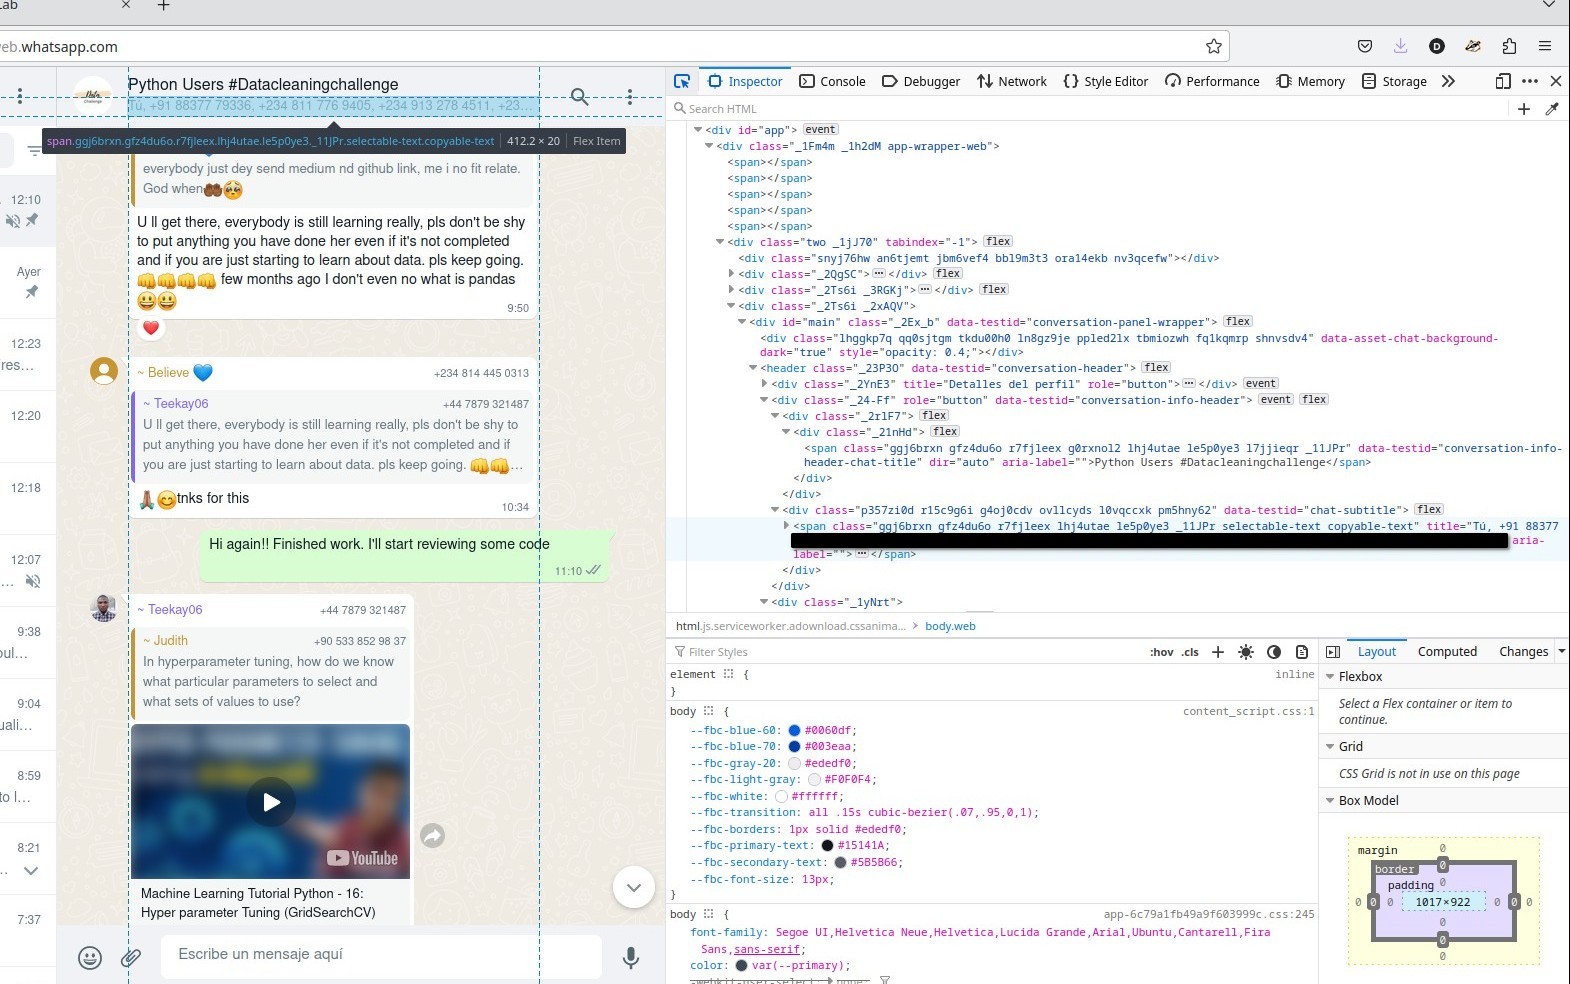 Lab
eb.whatsapp.com
Python Users #Datacleaningchallenge
Tú, +91 88377 79336, +234 811 776 9405, +234 913 278 4511, +23...
span.ggj6brxn.gfz4du6o.r7fjleex.lhj4utae.le5p0ye3._11JPr.selectable-text.copyable-text 412.2 × 20 Flex Item
everybody just dey send medium nd github link, me i no fit relate.
God when🙏🏾🥺
U ll get there, everybody is still learning really, pls don't be shy
to put anything you have done her even if it's not completed
and if you are just starting to learn about data. pls keep going.
👊👊👊👊 few months ago I don't even no what is pandas
😃😃
9:50
❤️
~ Believe 💙 +234 814 445 0313
~ Teekay06 +44 7879 321487
U ll get there, everybody is still learning really, pls don't be shy to
put anything you have done her even if it's not completed and if
you are just starting to learn about data. pls keep going. 👊👊...
🙏🏽😊tnks for this
10:34
Hi again!! Finished work. I'll start reviewing some code
11:10
~ Teekay06 +44 7879 321487
~ Judith +90 533 852 98 37
In hyperparameter tuning, how do we know
what particular parameters to select and
what sets of values to use?
YouTube
Machine Learning Tutorial Python - 16:
Hyper parameter Tuning (GridSearchCV)
Escribe un mensaje aquí
12:10
Ayer
12:23
res...
12:20
12:18
12:07
...
9:38
oul...
9:04
uali...
8:59
to l...
8:21
7:37
Inspector Console Debugger Network Style Editor Performance Memory Storage
Search HTML
<div id="app"> event
<div class="_1Fm4m _1h2dM app-wrapper-web">
<span></span>
<span></span>
<span></span>
<span></span>
<span></span>
<div class="two _1jJ70" tabindex="-1"> flex
<div class="snyj76hw an6tjemt jbm6vef4 bbl9m3t3 ora14ekb nv3qcefw"></div>
<div class="_2QgSC">...</div> flex
<div class="_2Ts6i _3RGKj">...</div> flex
<div class="_2Ts6i _2xAQV">
<div id="main" class="_2Ex_b" data-testid="conversation-panel-wrapper"> flex
<div class="lhggkp7q qq0sjtgm tkdu00h0 ln8gz9je ppled2lx tbmiozwh fq1kqmrp shnvsdv4" data-asset-chat-background-
dark="true" style="opacity: 0.4;"></div>
<header class="_23P3O" data-testid="conversation-header"> flex
<div class="_2YnE3" title="Detalles del perfil" role="button">...</div> event
<div class="_24-Ff" role="button" data-testid="conversation-info-header"> event flex
<div class="_2rlF7"> flex
<div class="_21nHd"> flex
<span class="ggj6brxn gfz4du6o r7fjleex g0rxnol2 lhj4utae le5p0ye3 l7jjieqr _11JPr" data-testid="conversation-info-
header-chat-title" dir="auto" aria-label="">Python Users #Datacleaningchallenge</span>
</div>
</div>
<div class="p357zi0d r15c9g6i g4oj0cdv ovllcyds l0vqccxk pm5hny62" data-testid="chat-subtitle"> flex
<span class="ggj6brxn gfz4du6o r7fjleex lhj4utae le5p0ye3 _11JPr selectable-text copyable-text" title="Tú, +91 88377
aria-
label="">...</span>
</div>
</div>
<div class="_1yNrt">
html.js.serviceworker.adownload.cssanima... > body.web
Filter Styles :hov .cls
element { inline
}
body { content_script.css:1
--fbc-blue-60: #0060df;
--fbc-blue-70: #003eaa;
--fbc-gray-20: #ededf0;
--fbc-light-gray: #F0F0F4;
--fbc-white: #ffffff;
--fbc-transition: all .15s cubic-bezier(.07,.95,0,1);
--fbc-borders: 1px solid #ededf0;
--fbc-primary-text: #15141A;
--fbc-secondary-text: #5B5B66;
--fbc-font-size: 13px;
}
body { app-6c79a1fb49a9f603999c.css:245
font-family: Segoe UI,Helvetica Neue,Helvetica,Lucida Grande,Arial,Ubuntu,Cantarell,Fira
Sans,sans-serif;
color: var(--primary);
Layout Computed Changes
Flexbox
Select a Flex container or item to
continue.
Grid
CSS Grid is not in use on this page
Box Model
margin 0
border 0
padding 0
0 0 0 1017×922 0 0 0
0
0
0